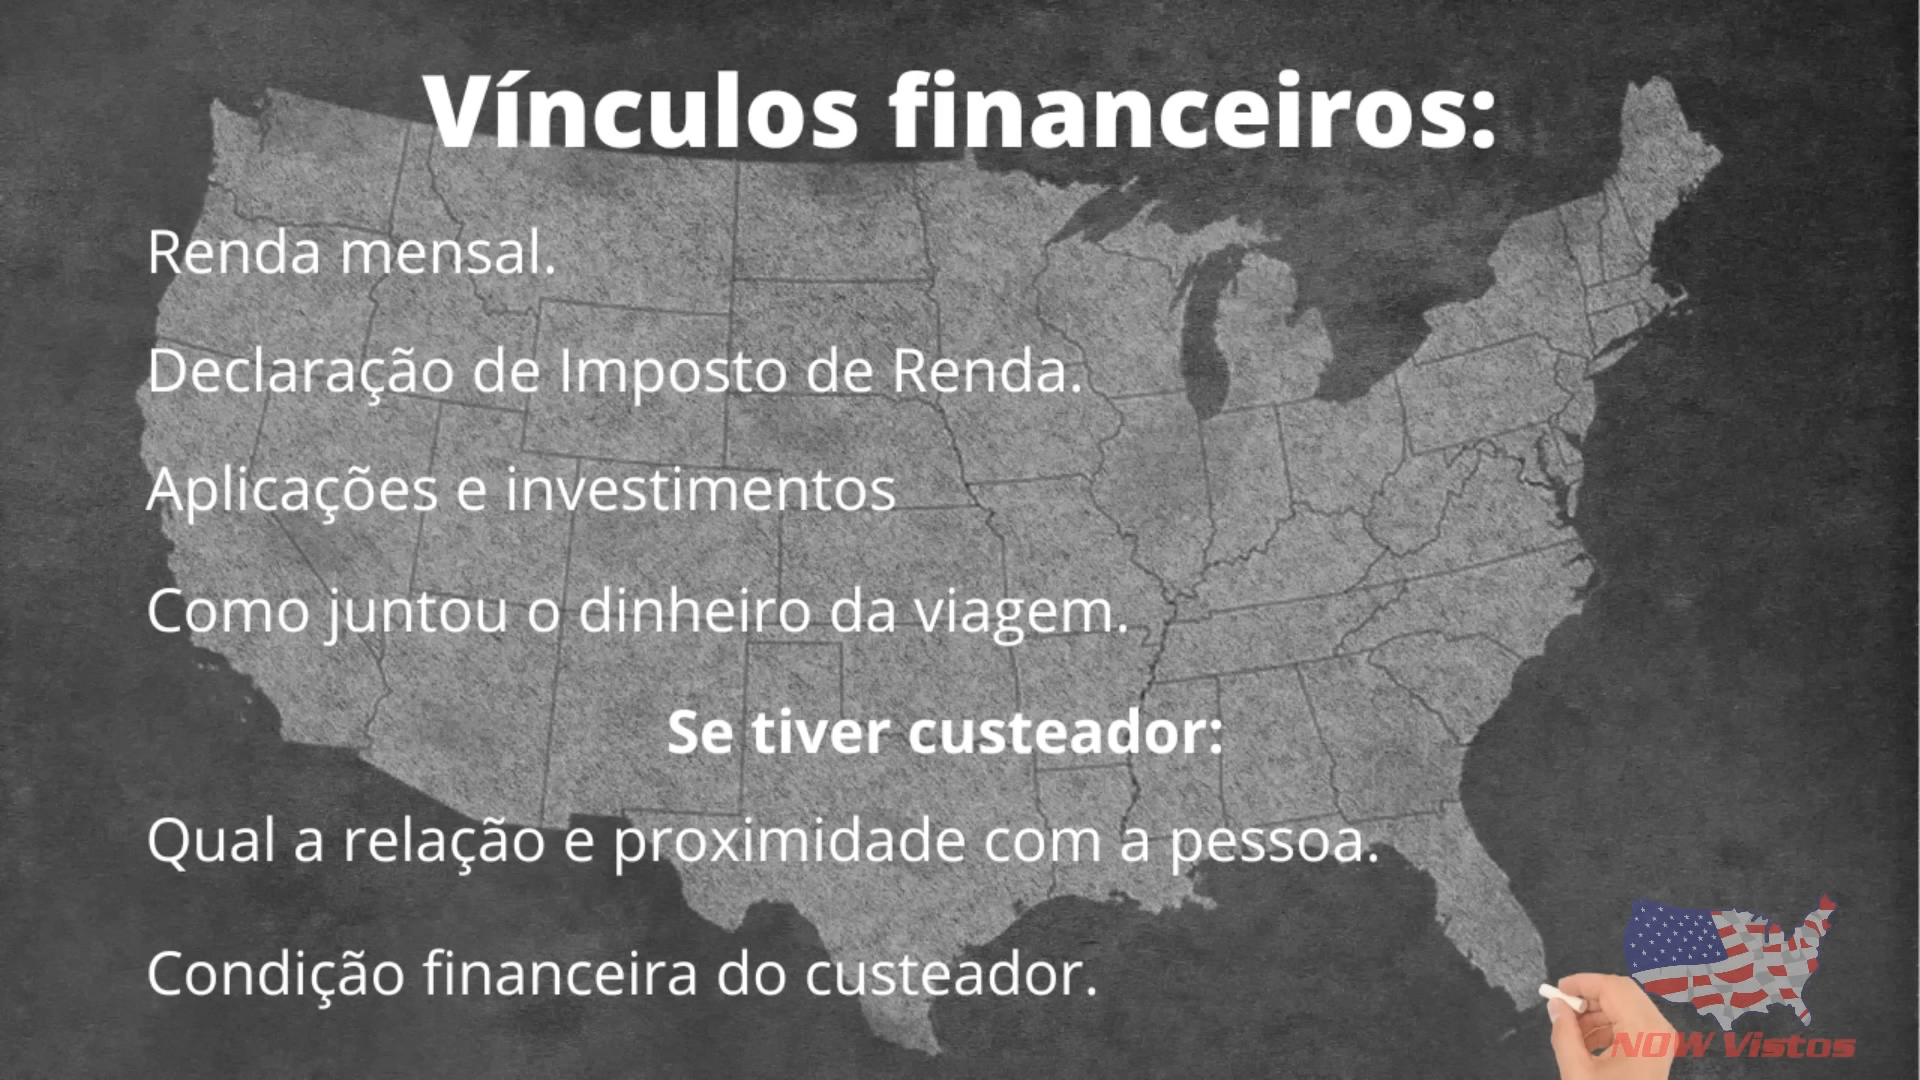 Vínculos financeiros:
Renda mensal.
Declaração de Imposto de Renda.
Aplicações e investimentos
Como juntou o dinheiro da viagem.
Se tiver custeador:
Qual a relação e proximidade com a pessoa.
Condição financeira do custeador.
NOW Vistos